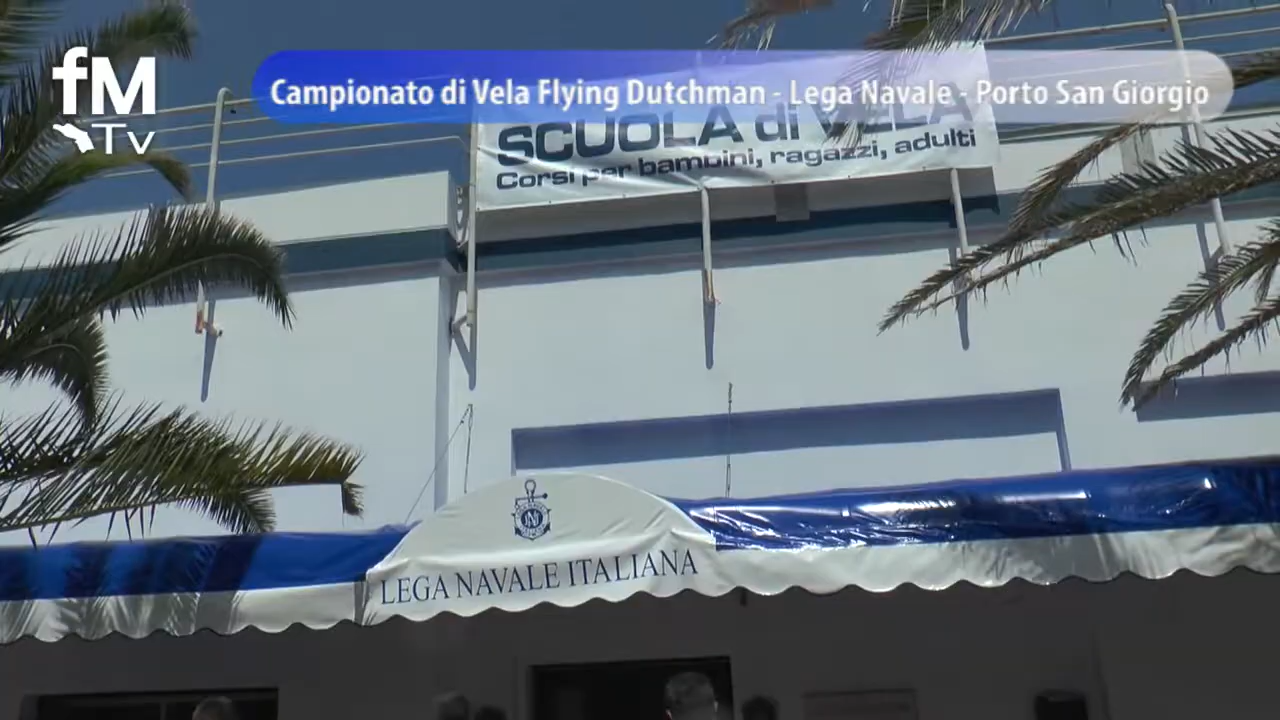 fM
Tv
Campionato di Vela Flying Dutchman - Lega Navale - Porto San Giorgio
SCUOLA di VELA
Corsi per bambini, ragazzi, adulti
LEGA NAVALE ITALIANA